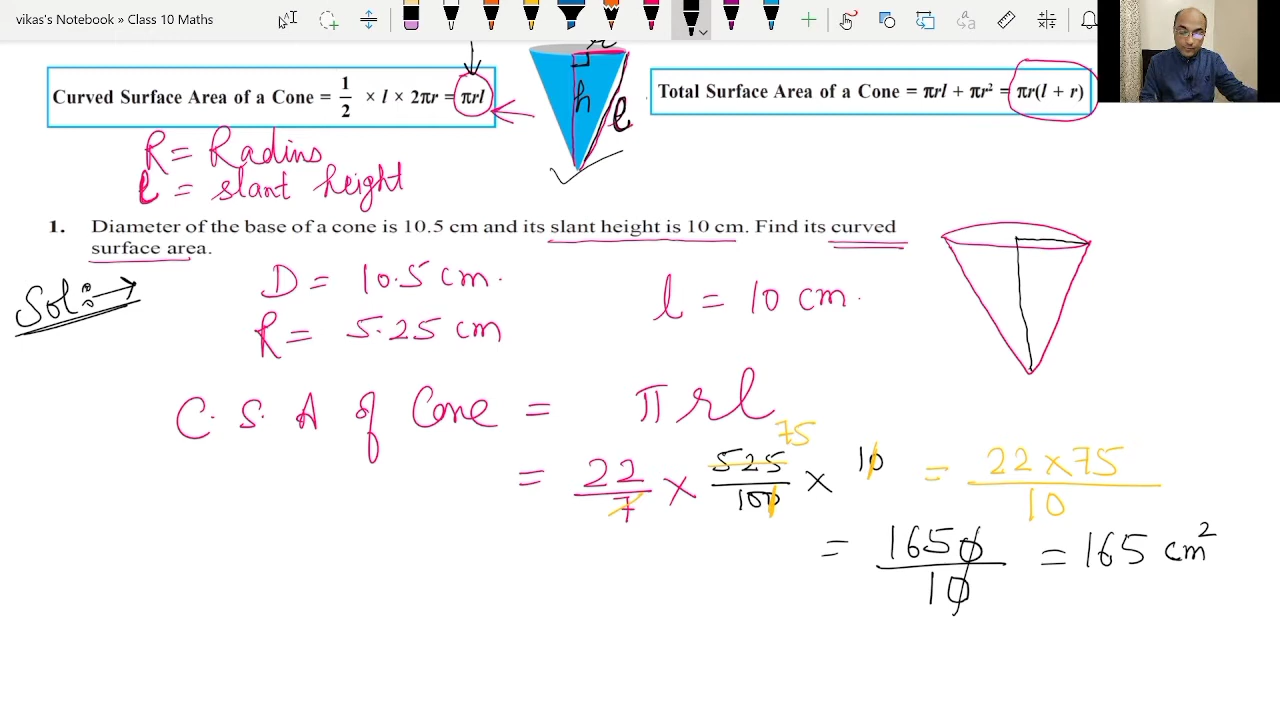 vikas's Notebook » Class 10 Maths
Curved Surface Area of a Cone = 1/2 × l × 2πr = πrl
r
h
l
Total Surface Area of a Cone = πrl + πr² = πr(l + r)
R = Radius
l = slant height
1. Diameter of the base of a cone is 10.5 cm and its slant height is 10 cm. Find its curved
surface area.
Sol:→
D = 10.5 cm.
l = 10 cm.
R = 5.25 cm
C. S. A of Cone = πrl
75
= 22/7 × 525/100 × 10 = 22×75/10
= 1650/10 = 165 cm²